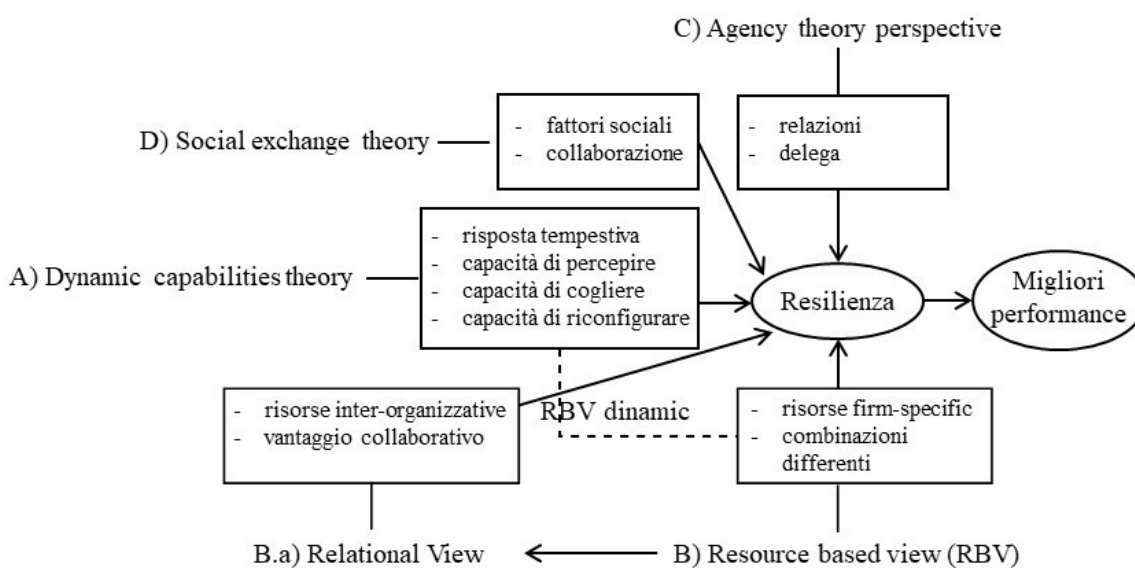 C) Agency theory perspective
D) Social exchange theory
- fattori sociali
- collaborazione
- relazioni
- delega
A) Dynamic capabilities theory
- risposta tempestiva
- capacità di percepire
- capacità di cogliere
- capacità di riconfigurare
Resilienza
Migliori
performance
- risorse inter-organizzative
- vantaggio collaborativo
RBV dinamic
- risorse firm-specific
- combinazioni
differenti
B.a) Relational View
B) Resource based view (RBV)